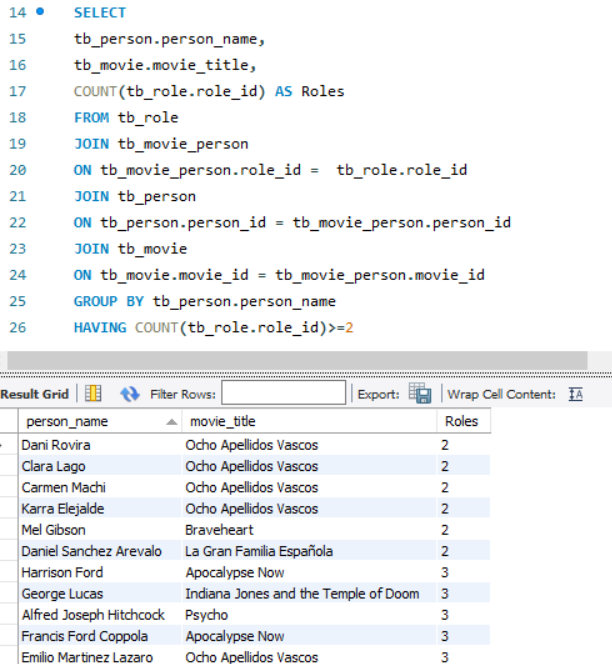 14 SELECT
15 tb_person.person_name,
16 tb_movie.movie_title,
17 COUNT(tb_role.role_id) AS Roles
18 FROM tb_role
19 JOIN tb_movie_person
20 ON tb_movie_person.role_id =  tb_role.role_id
21 JOIN tb_person
22 ON tb_person.person_id = tb_movie_person.person_id
23 JOIN tb_movie
24 ON tb_movie.movie_id = tb_movie_person.movie_id
25 GROUP BY tb_person.person_name
26 HAVING COUNT(tb_role.role_id)>=2
Result Grid Filter Rows: Export: Wrap Cell Content: IA
person_name movie_title Roles
Dani Rovira Ocho Apellidos Vascos 2
Clara Lago Ocho Apellidos Vascos 2
Carmen Machi Ocho Apellidos Vascos 2
Karra Elejalde Ocho Apellidos Vascos 2
Mel Gibson Braveheart 2
Daniel Sanchez Arevalo La Gran Familia Española 2
Harrison Ford Apocalypse Now 3
George Lucas Indiana Jones and the Temple of Doom 3
Alfred Joseph Hitchcock Psycho 3
Francis Ford Coppola Apocalypse Now 3
Emilio Martinez Lazaro Ocho Apellidos Vascos 3